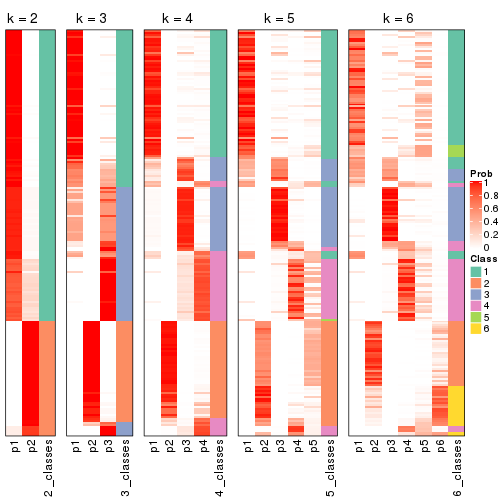 k = 2
k = 3
k = 4
k = 5
k = 6
Prob
1
0.8
0.6
0.4
0.2
0
Class
1
2
3
4
5
6
p1
p2
2_classes
p1
p2
p3
3_classes
p1
p2
p3
p4
4_classes
p1
p2
p3
p4
p5
5_classes
p1
p2
p3
p4
p5
p6
6_classes